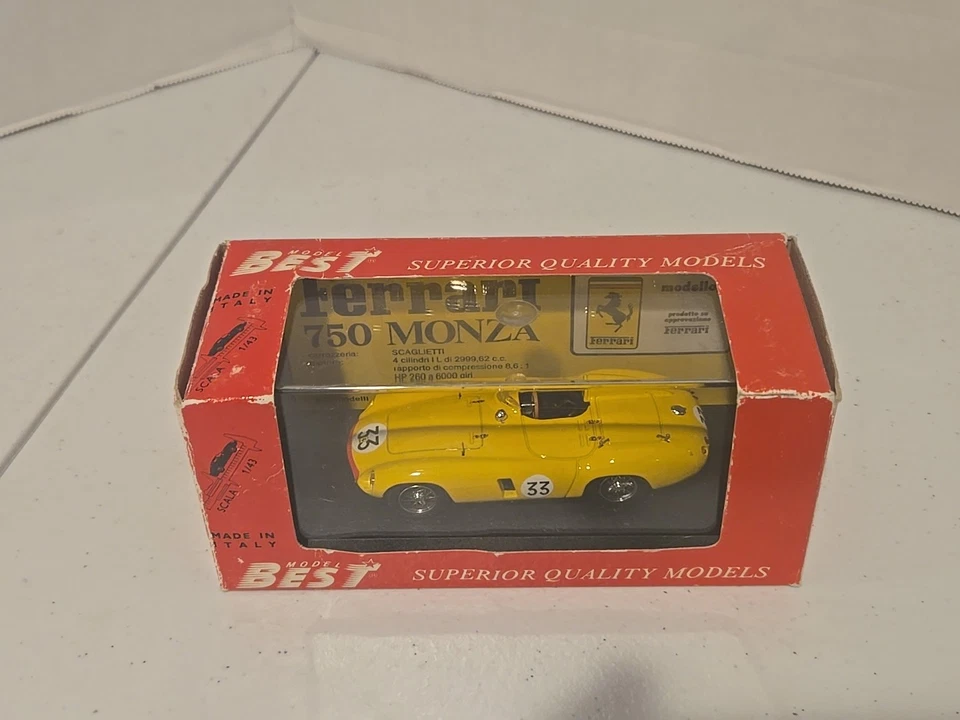 MODEL
BEST
SUPERIOR QUALITY MODELS
MADE IN
ITALY
SCALA 1/43
ferrari
750 MONZA
SCAGLIETTI
4 cilindri I L di 2999,62 c.c.
rapporto di compressione 8,6 : 1
HP 260 a 6000 giri
modello
prodotto su
approvazione
ferrari
ferrari
33
33
SCALA 1/43
MADE IN
ITALY
MODEL
BEST
SUPERIOR QUALITY MODELS